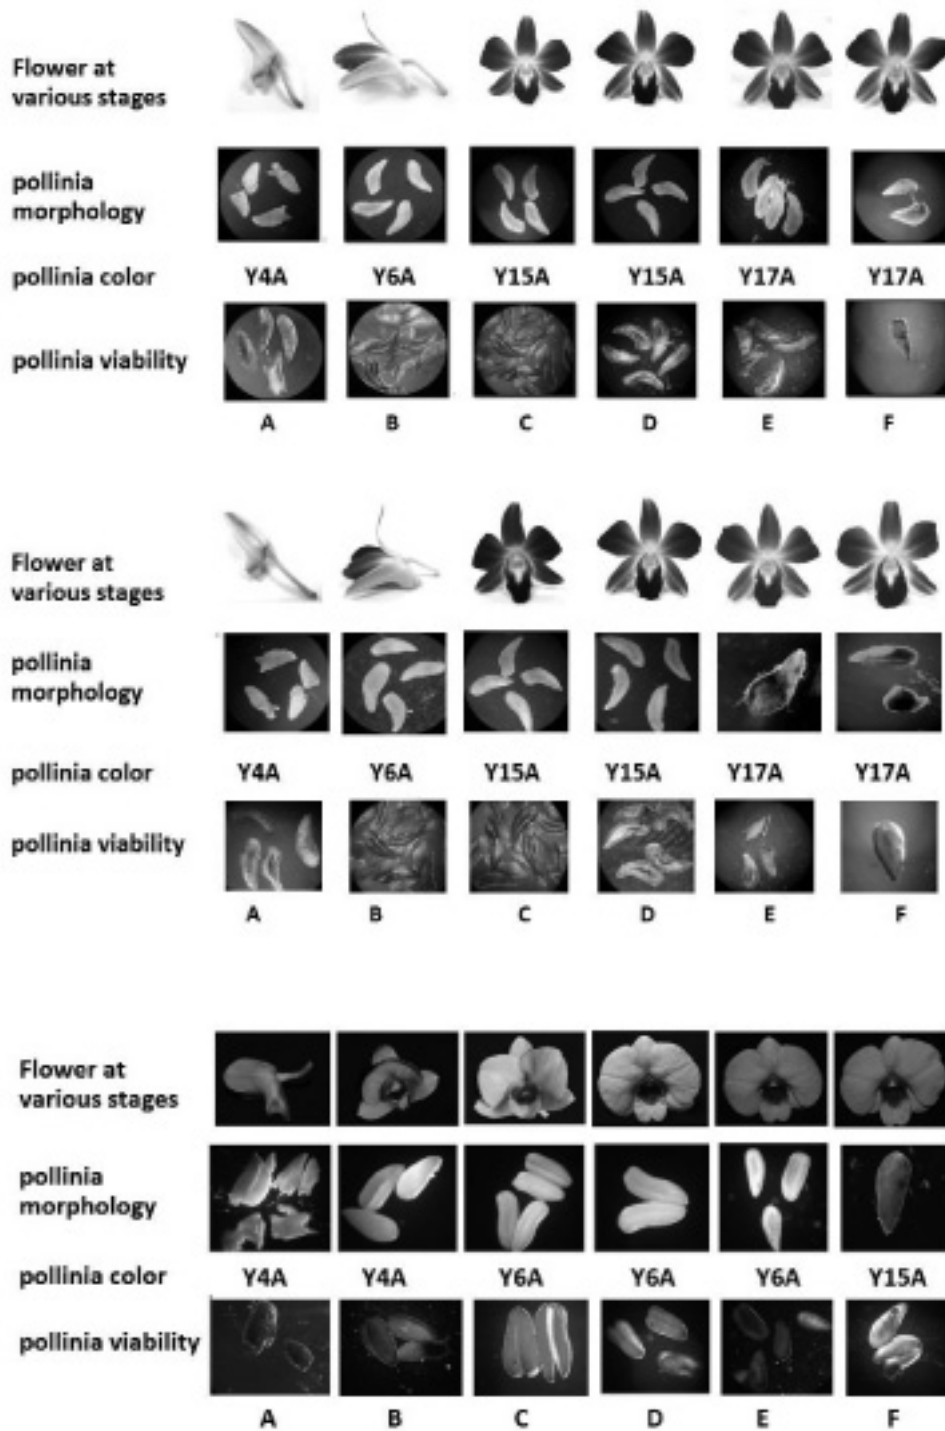 Flower at
various stages
pollinia
morphology
pollinia color Y4A Y6A Y15A Y15A Y17A Y17A
pollinia viability
A B C D E F
Flower at
various stages
pollinia
morphology
pollinia color Y4A Y6A Y15A Y15A Y17A Y17A
pollinia viability
A B C D E F
Flower at
various stages
pollinia
morphology
pollinia color Y4A Y4A Y6A Y6A Y6A Y15A
pollinia viability
A B C D E F